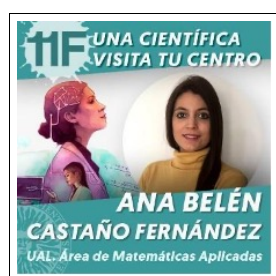 11F UNA CIENTÍFICA
VISITA TU CENTRO
ANA BELÉN
CASTAÑO FERNÁNDEZ
UAL. Área de Matemáticas Aplicadas